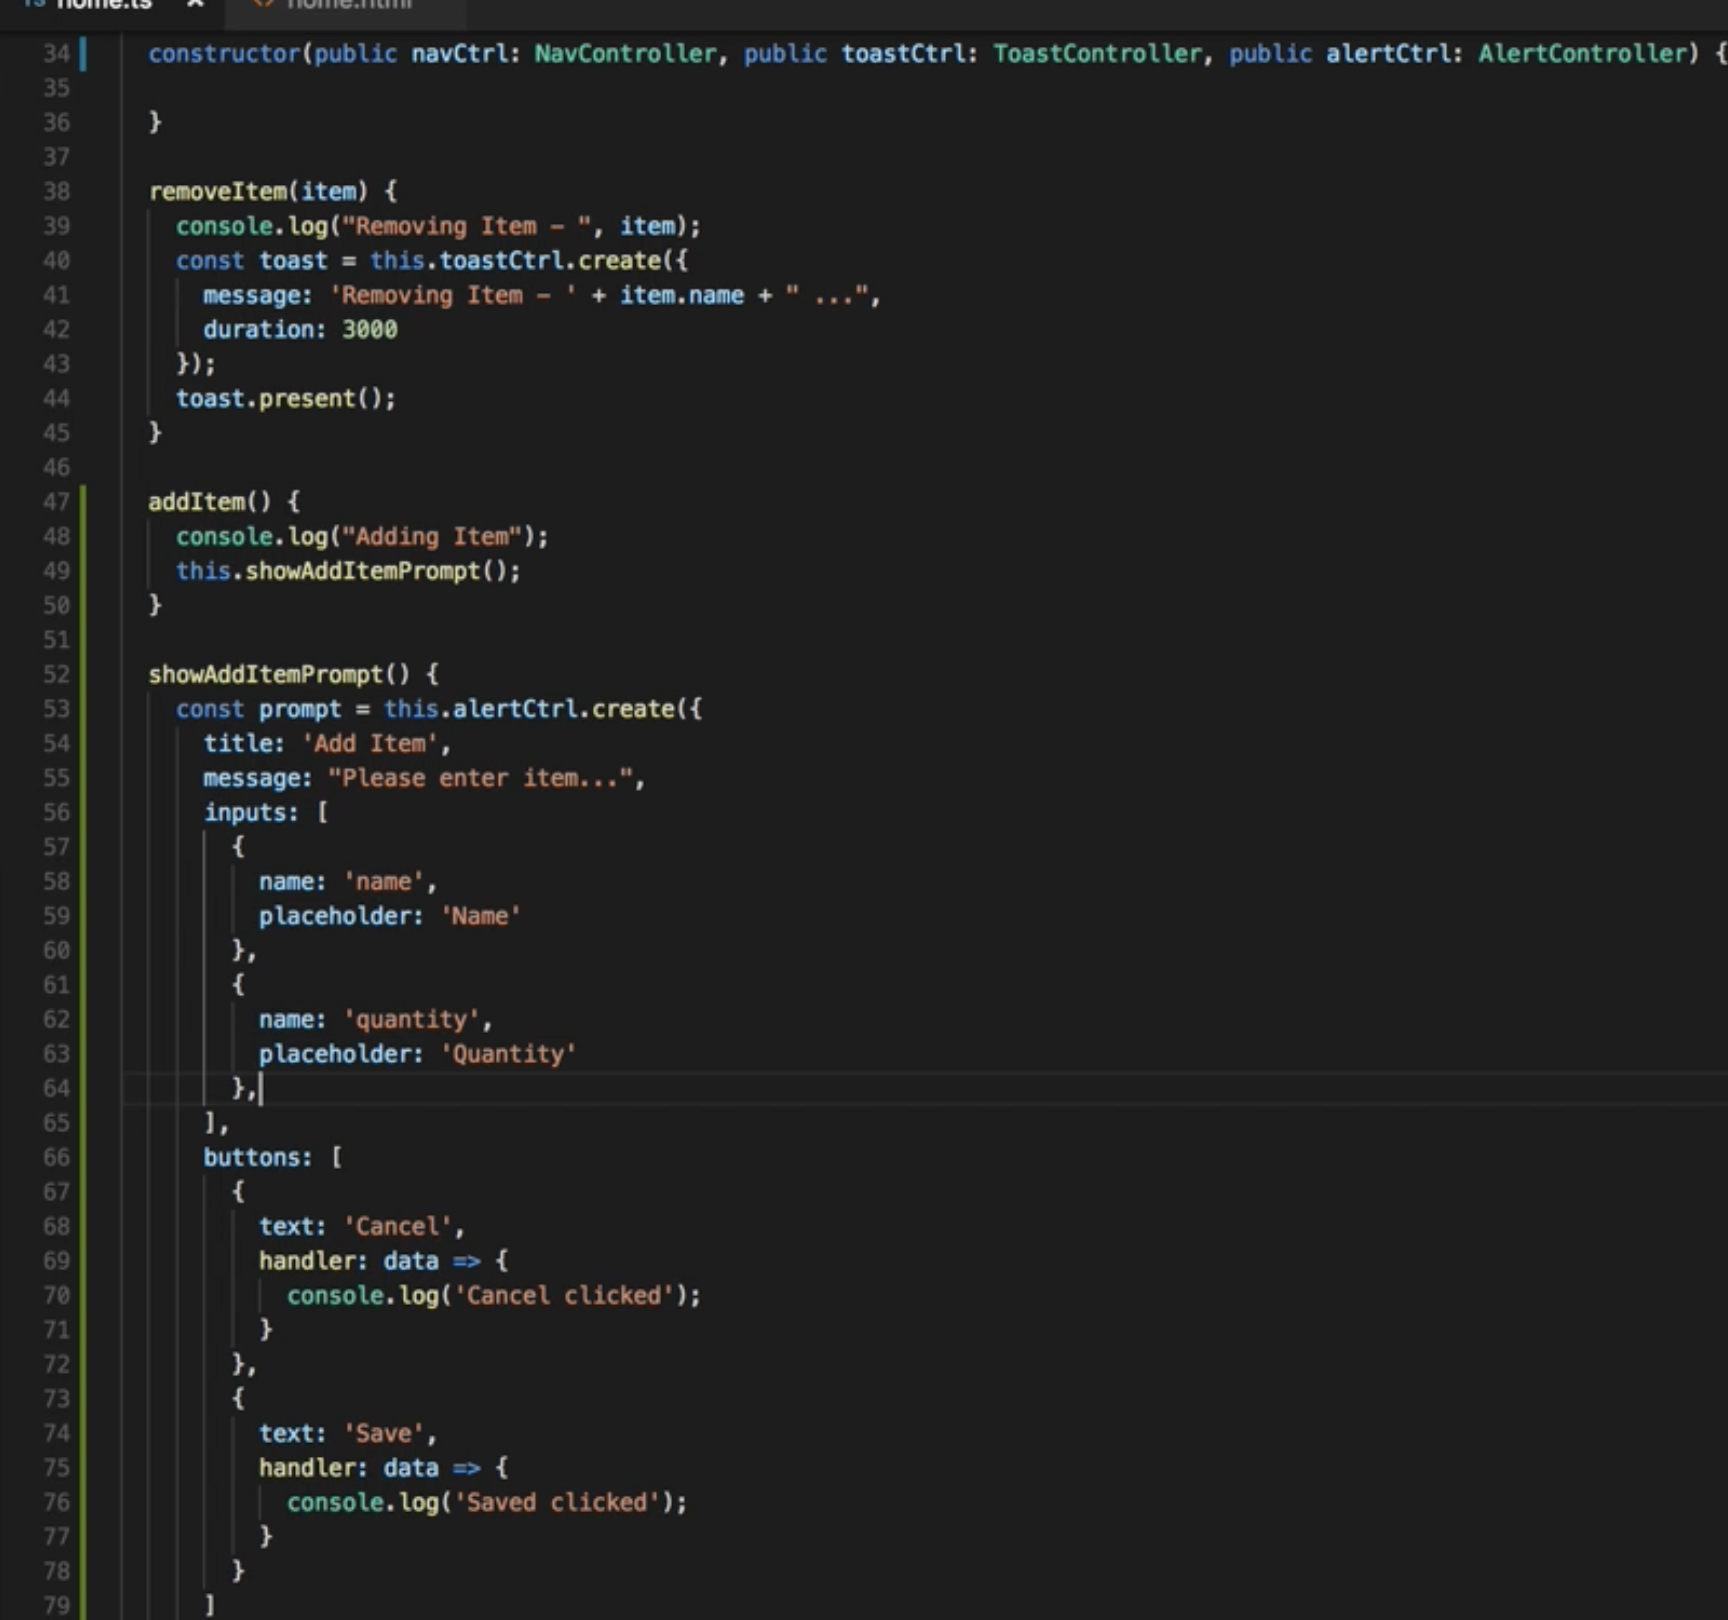 TS home.ts × <> home.html
34 constructor(public navCtrl: NavController, public toastCtrl: ToastController, public alertCtrl: AlertController) {
35
36 }
37
38 removeItem(item) {
39 console.log("Removing Item - ", item);
40 const toast = this.toastCtrl.create({
41 message: 'Removing Item - ' + item.name + " ...",
42 duration: 3000
43 });
44 toast.present();
45 }
46
47 addItem() {
48 console.log("Adding Item");
49 this.showAddItemPrompt();
50 }
51
52 showAddItemPrompt() {
53 const prompt = this.alertCtrl.create({
54 title: 'Add Item',
55 message: "Please enter item...",
56 inputs: [
57 {
58 name: 'name',
59 placeholder: 'Name'
60 },
61 {
62 name: 'quantity',
63 placeholder: 'Quantity'
64 },
65 ],
66 buttons: [
67 {
68 text: 'Cancel',
69 handler: data => {
70 console.log('Cancel clicked');
71 }
72 },
73 {
74 text: 'Save',
75 handler: data => {
76 console.log('Saved clicked');
77 }
78 }
79 ]